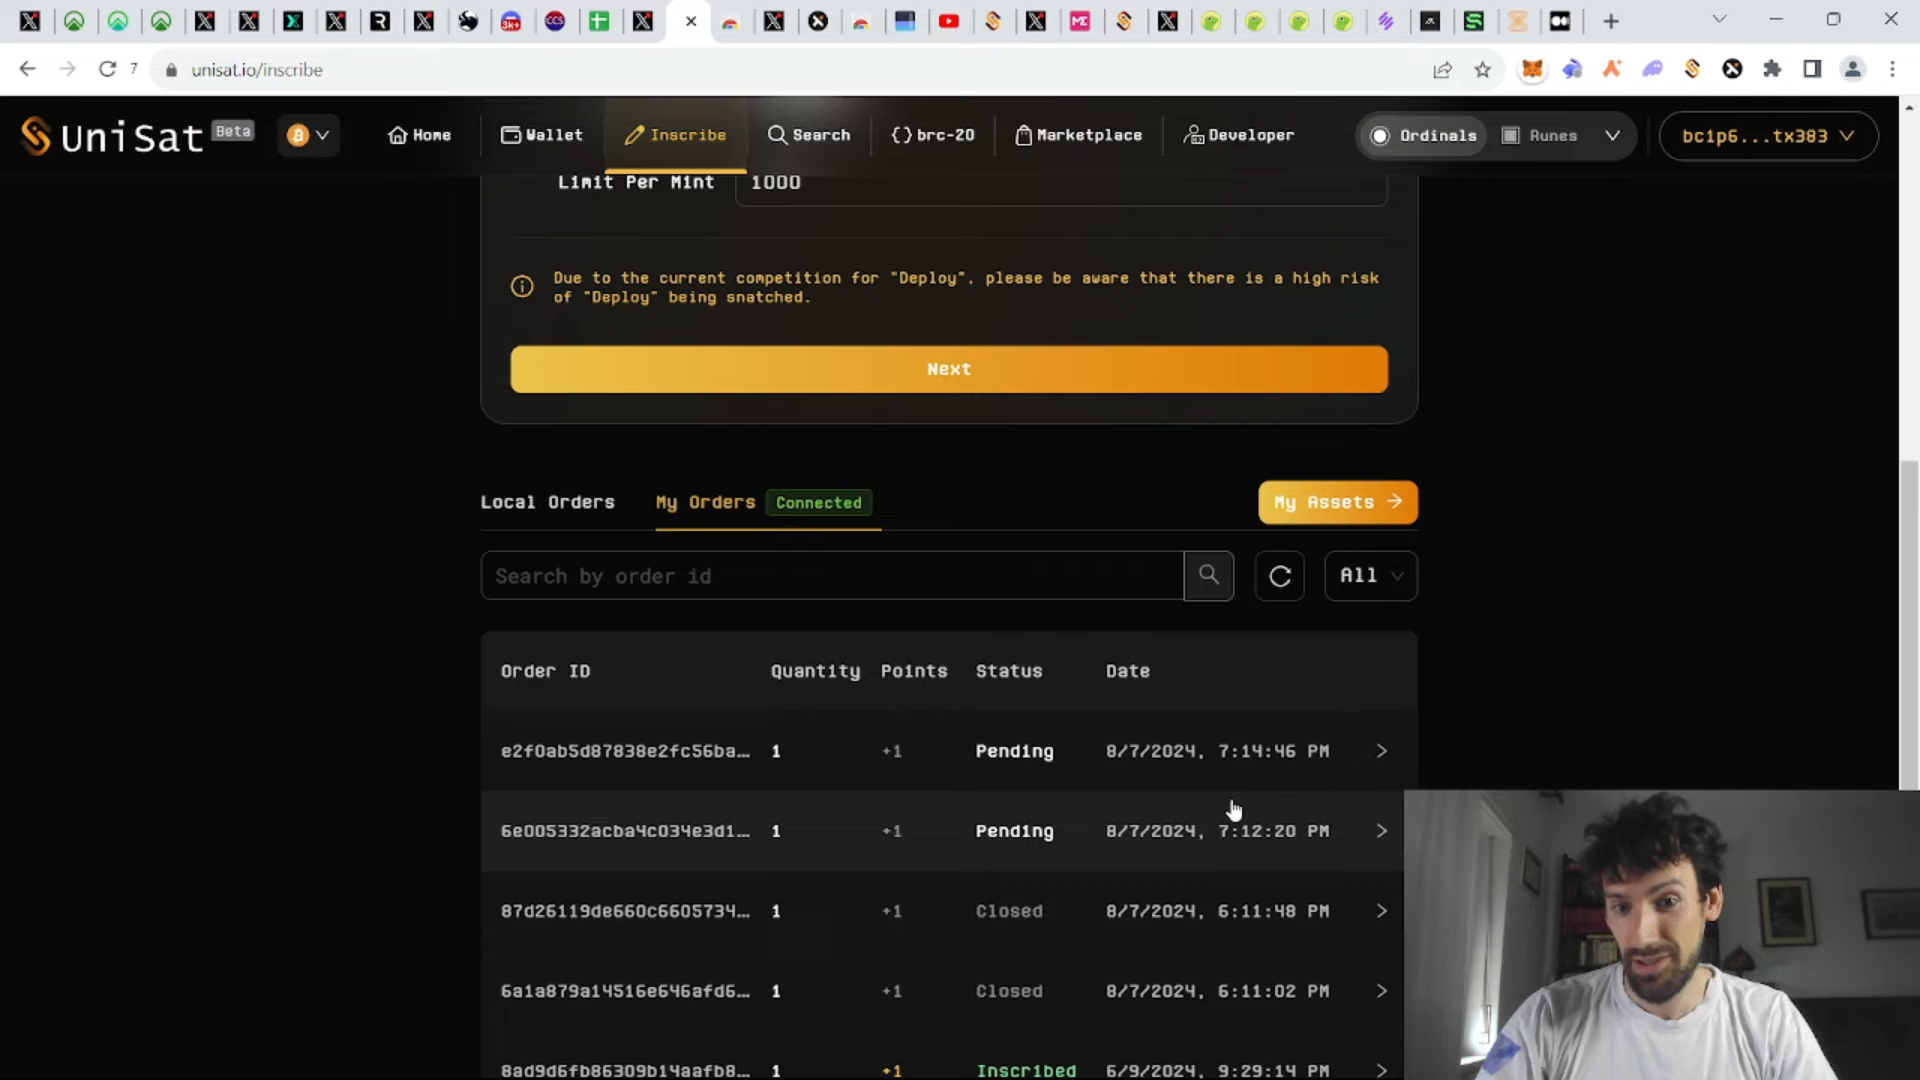 7
unisat.io/inscribe
UniSat
Beta
Home
Wallet
Inscribe
Search
{} brc-20
Marketplace
Developer
Ordinals
Runes
bc1p6...tx383
Limit Per Mint
1000
Due to the current competition for "Deploy", please be aware that there is a high risk
of "Deploy" being snatched.
Next
Local Orders
My Orders
Connected
My Assets →
Search by order id
All
Order ID
Quantity
Points
Status
Date
e2f0ab5d87838e2fc56ba…
1
+1
Pending
8/7/2024, 7:14:46 PM
6e005332acba4c034e3d1…
1
+1
Pending
8/7/2024, 7:12:20 PM
87d26119de660c6605734…
1
+1
Closed
8/7/2024, 6:11:48 PM
6a1a879a14516e646afd6…
1
+1
Closed
8/7/2024, 6:11:02 PM
8ad9d6fb86309b14aafb8…
1
+1
Inscribed
6/9/2024, 9:29:14 PM